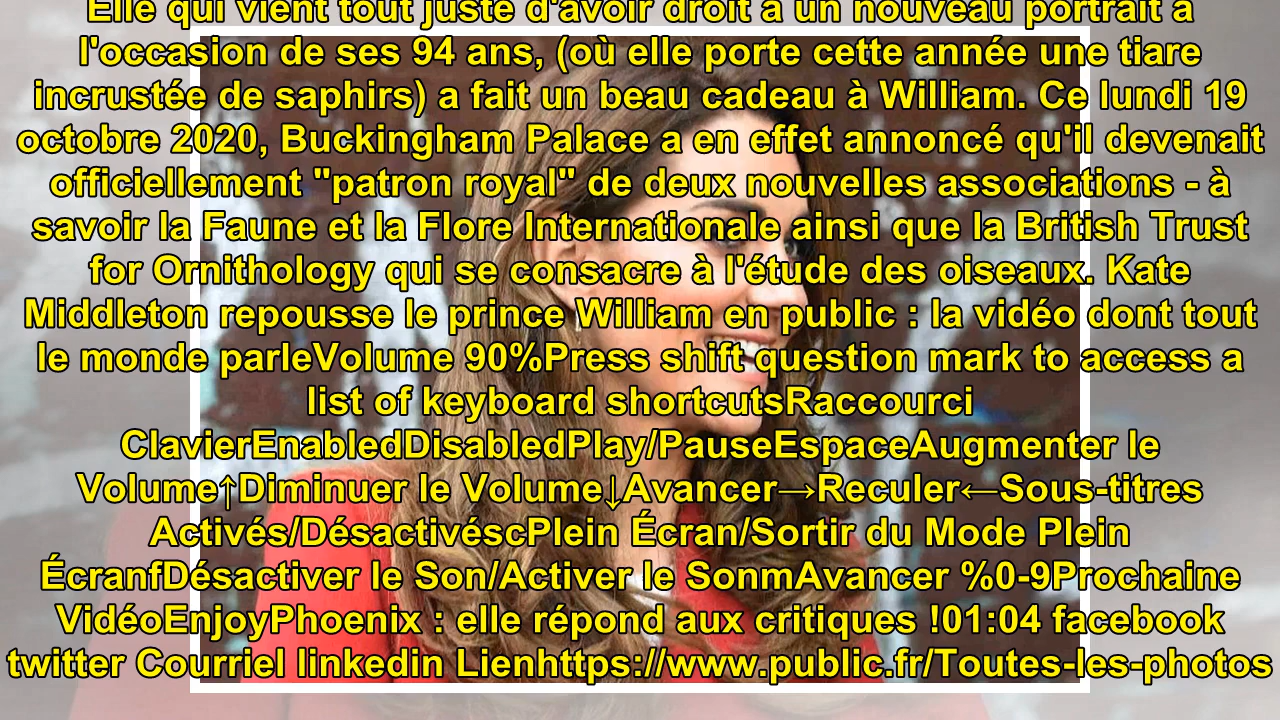 Elle qui vient tout juste d'avoir droit à un nouveau portrait à
l'occasion de ses 94 ans, (où elle porte cette année une tiare
incrustée de saphirs) a fait un beau cadeau à William. Ce lundi 19
octobre 2020, Buckingham Palace a en effet annoncé qu'il devenait
officiellement "patron royal" de deux nouvelles associations - à
savoir la Faune et la Flore Internationale ainsi que la British Trust
for Ornithology qui se consacre à l'étude des oiseaux. Kate
Middleton repousse le prince William en public : la vidéo dont tout
le monde parleVolume 90%Press shift question mark to access a
list of keyboard shortcutsRaccourci
ClavierEnabledDisabledPlay/PauseEspaceAugmenter le
Volume↑Diminuer le Volume↓Avancer→Reculer←Sous-titres
Activés/DésactivéscPlein Écran/Sortir du Mode Plein
ÉcranfDésactiver le Son/Activer le SonmAvancer %0-9Prochaine
VidéoEnjoyPhoenix : elle répond aux critiques !01:04 facebook
twitter Courriel linkedin Lienhttps://www.public.fr/Toutes-les-photos